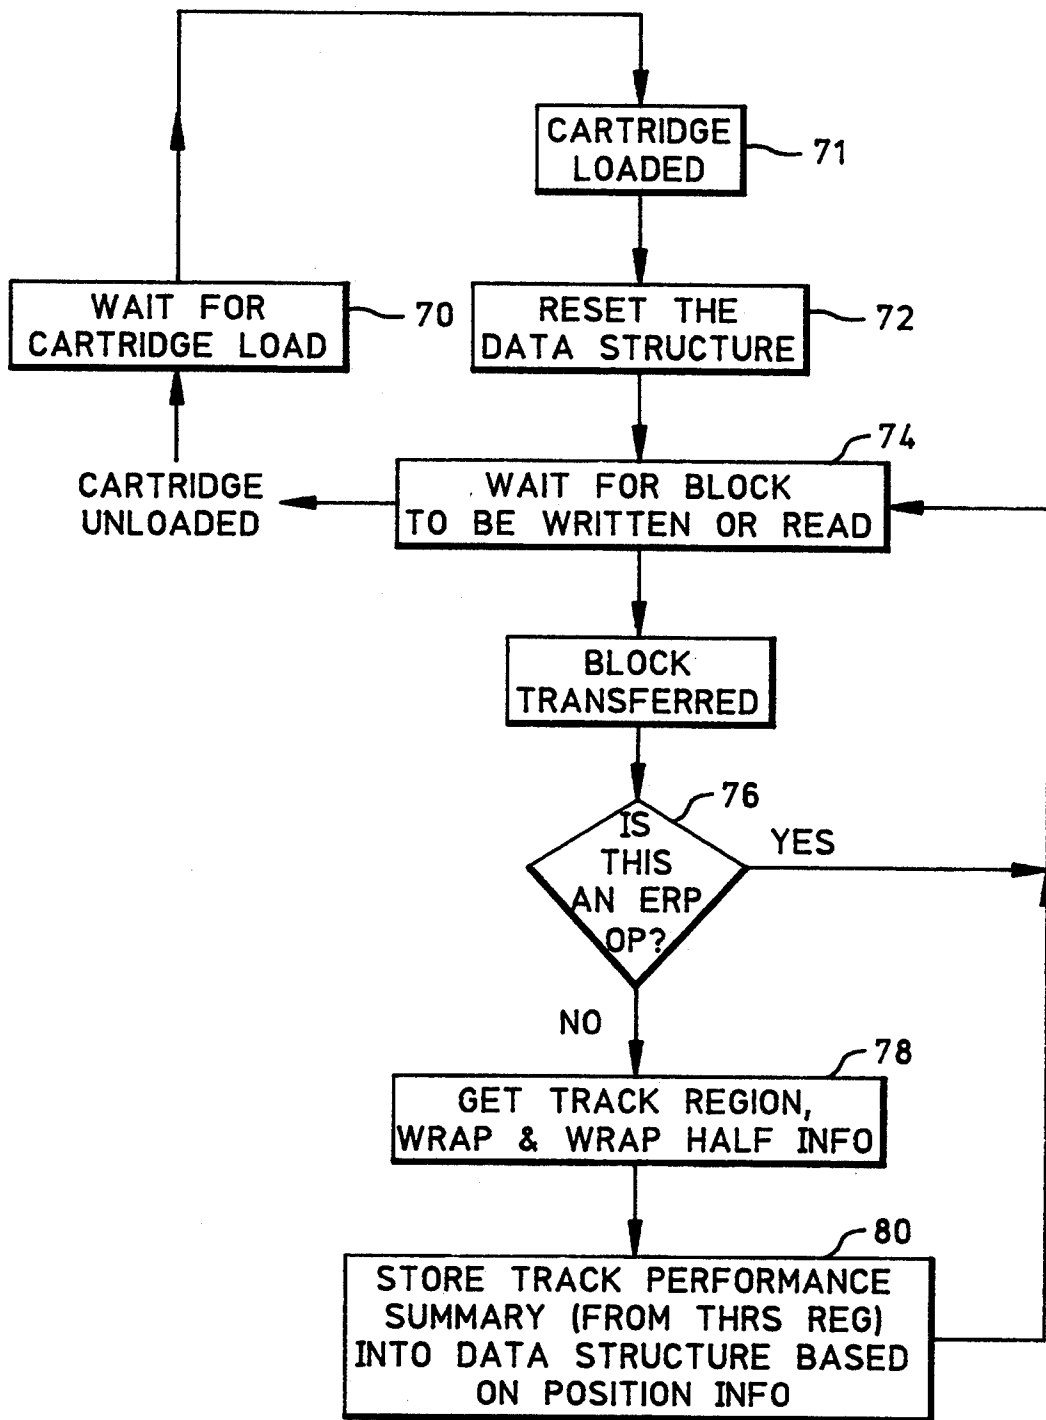 CARTRIDGE
LOADED
71
WAIT FOR
CARTRIDGE LOAD
70
RESET THE
DATA STRUCTURE
72
74
WAIT FOR BLOCK
TO BE WRITTEN OR READ
CARTRIDGE
UNLOADED
BLOCK
TRANSFERRED
76
IS
THIS
AN ERP
OP?
YES
NO
78
GET TRACK REGION,
WRAP & WRAP HALF INFO
80
STORE TRACK PERFORMANCE
SUMMARY (FROM THRS REG)
INTO DATA STRUCTURE BASED
ON POSITION INFO